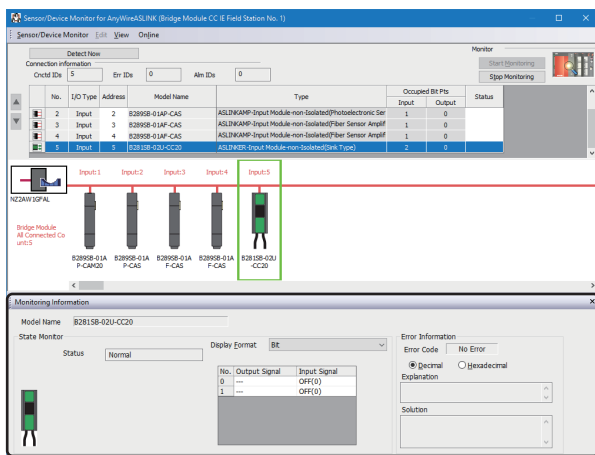 Sensor/Device Monitor for AnyWireASLINK (Bridge Module CC IE Field Station No. 1)
Sensor/Device Monitor Edit View Online
Detect Now
Monitor
Connection information
Start Monitoring
Cnctd IDs 5 Err IDs 0 Alm IDs 0
Stop Monitoring
No. I/O Type Address Model Name Type Occupied Bit Pts Status
Input Output
2 Input 2 B289SB-01AP-CAS ASLINKAMP-Input Module-non-Isolated(Photoelectronic Ser 1 0
3 Input 3 B289SB-01AF-CAS ASLINKAMP-Input Module-non-Isolated(Fiber Sensor Amplif 1 0
4 Input 4 B289SB-01AF-CAS ASLINKAMP-Input Module-non-Isolated(Fiber Sensor Amplif 1 0
5 Input 5 B281SB-02U-CC20 ASLINKER-Input Module-non-Isolated(Sink Type) 2 0
Input:1 Input:2 Input:3 Input:4 Input:5
NZ2AW1GFAL
Bridge Module
All Connected Co
unt:5
B289SB-01A B289SB-01A B289SB-01A B289SB-01A B281SB-02U
P-CAM20 P-CAS F-CAS F-CAS -CC20
Monitoring Information
Model Name B281SB-02U-CC20
State Monitor
Status Normal
Display Format Bit
No. Output Signal Input Signal
0 --- OFF(0)
1 --- OFF(0)
Error Information
Error Code No Error
Decimal Hexadecimal
Explanation
Solution